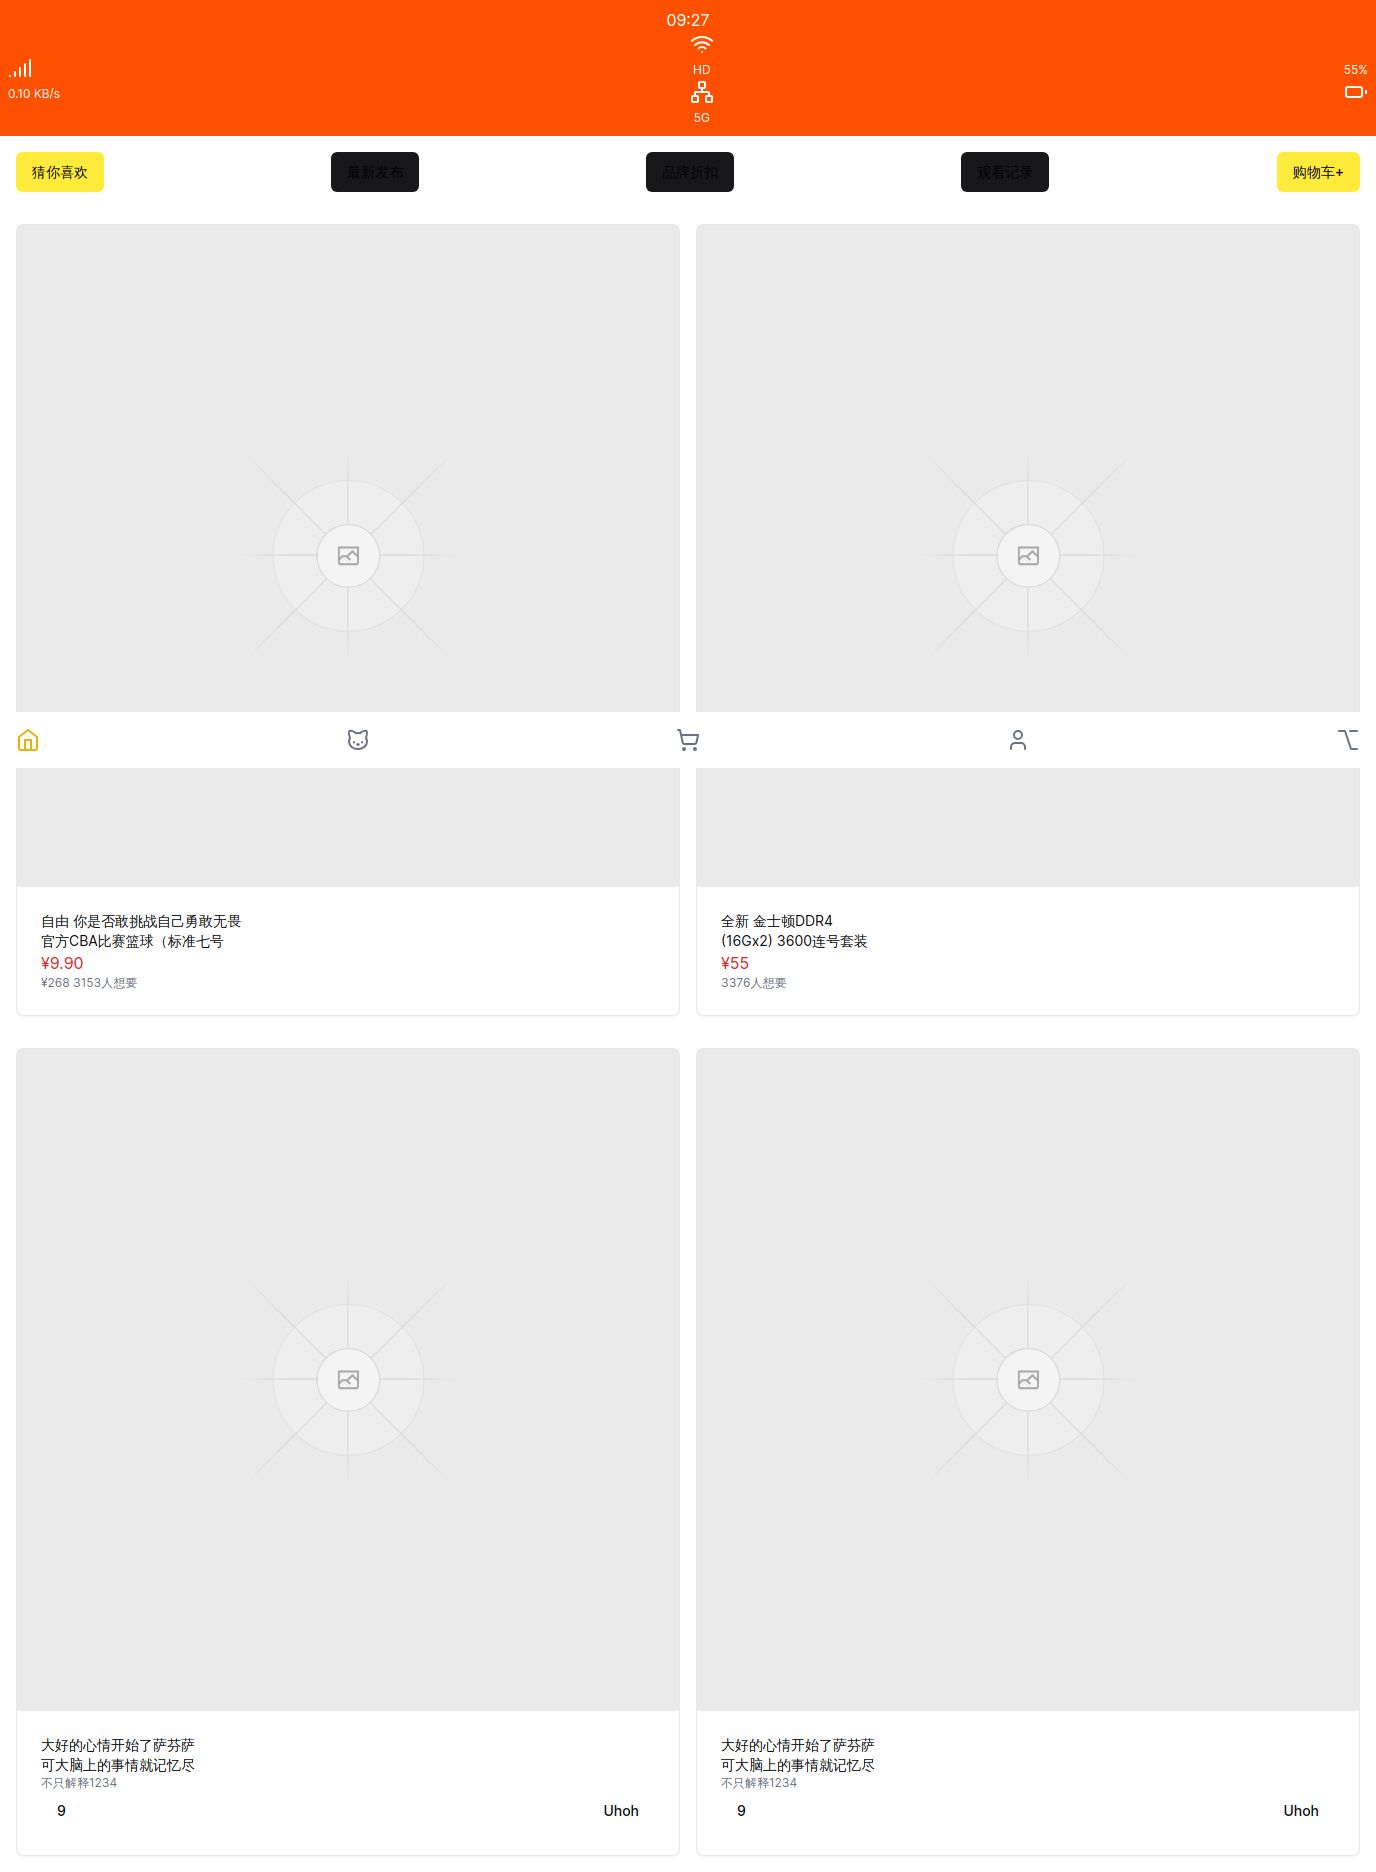 09:27
HD
0.10 KB/s
5G
55%
猜你喜欢
最新发布
品牌折扣
观看记录
购物车+
自由 你是否敢挑战自己勇敢无畏
官方CBA比赛篮球（标准七号
¥9.90
¥268 3153人想要
全新 金士顿DDR4
(16Gx2) 3600连号套装
¥55
3376人想要
大好的心情开始了萨芬萨
可大脑上的事情就记忆尽
不只解释1234
9
Uhoh
大好的心情开始了萨芬萨
可大脑上的事情就记忆尽
不只解释1234
9
Uhoh